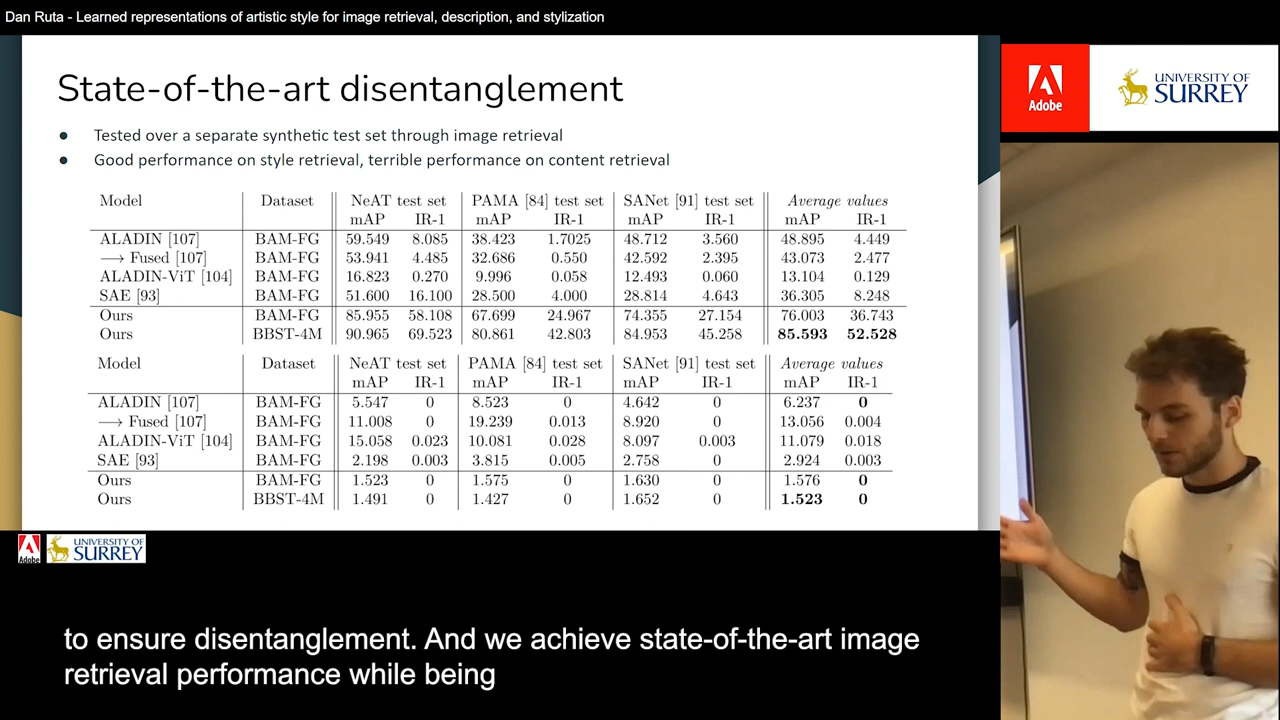 Dan Ruta - Learned representations of artistic style for image retrieval, description, and stylization
State-of-the-art disentanglement
● Tested over a separate synthetic test set through image retrieval
● Good performance on style retrieval, terrible performance on content retrieval
Model Dataset NeAT test set PAMA [84] test set SANet [91] test set Average values
mAP IR-1 mAP IR-1 mAP IR-1 mAP IR-1
ALADIN [107] BAM-FG 59.549 8.085 38.423 1.7025 48.712 3.560 48.895 4.449
⟶ Fused [107] BAM-FG 53.941 4.485 32.686 0.550 42.592 2.395 43.073 2.477
ALADIN-ViT [104] BAM-FG 16.823 0.270 9.996 0.058 12.493 0.060 13.104 0.129
SAE [93] BAM-FG 51.600 16.100 28.500 4.000 28.814 4.643 36.305 8.248
Ours BAM-FG 85.955 58.108 67.699 24.967 74.355 27.154 76.003 36.743
Ours BBST-4M 90.965 69.523 80.861 42.803 84.953 45.258 85.593 52.528
Model Dataset NeAT test set PAMA [84] test set SANet [91] test set Average values
mAP IR-1 mAP IR-1 mAP IR-1 mAP IR-1
ALADIN [107] BAM-FG 5.547 0 8.523 0 4.642 0 6.237 0
⟶ Fused [107] BAM-FG 11.008 0 19.239 0.013 8.920 0 13.056 0.004
ALADIN-ViT [104] BAM-FG 15.058 0.023 10.081 0.028 8.097 0.003 11.079 0.018
SAE [93] BAM-FG 2.198 0.003 3.815 0.005 2.758 0 2.924 0.003
Ours BAM-FG 1.523 0 1.575 0 1.630 0 1.576 0
Ours BBST-4M 1.491 0 1.427 0 1.652 0 1.523 0
Adobe
UNIVERSITY OF
SURREY
Adobe
UNIVERSITY OF
SURREY
to ensure disentanglement. And we achieve state-of-the-art image
retrieval performance while being